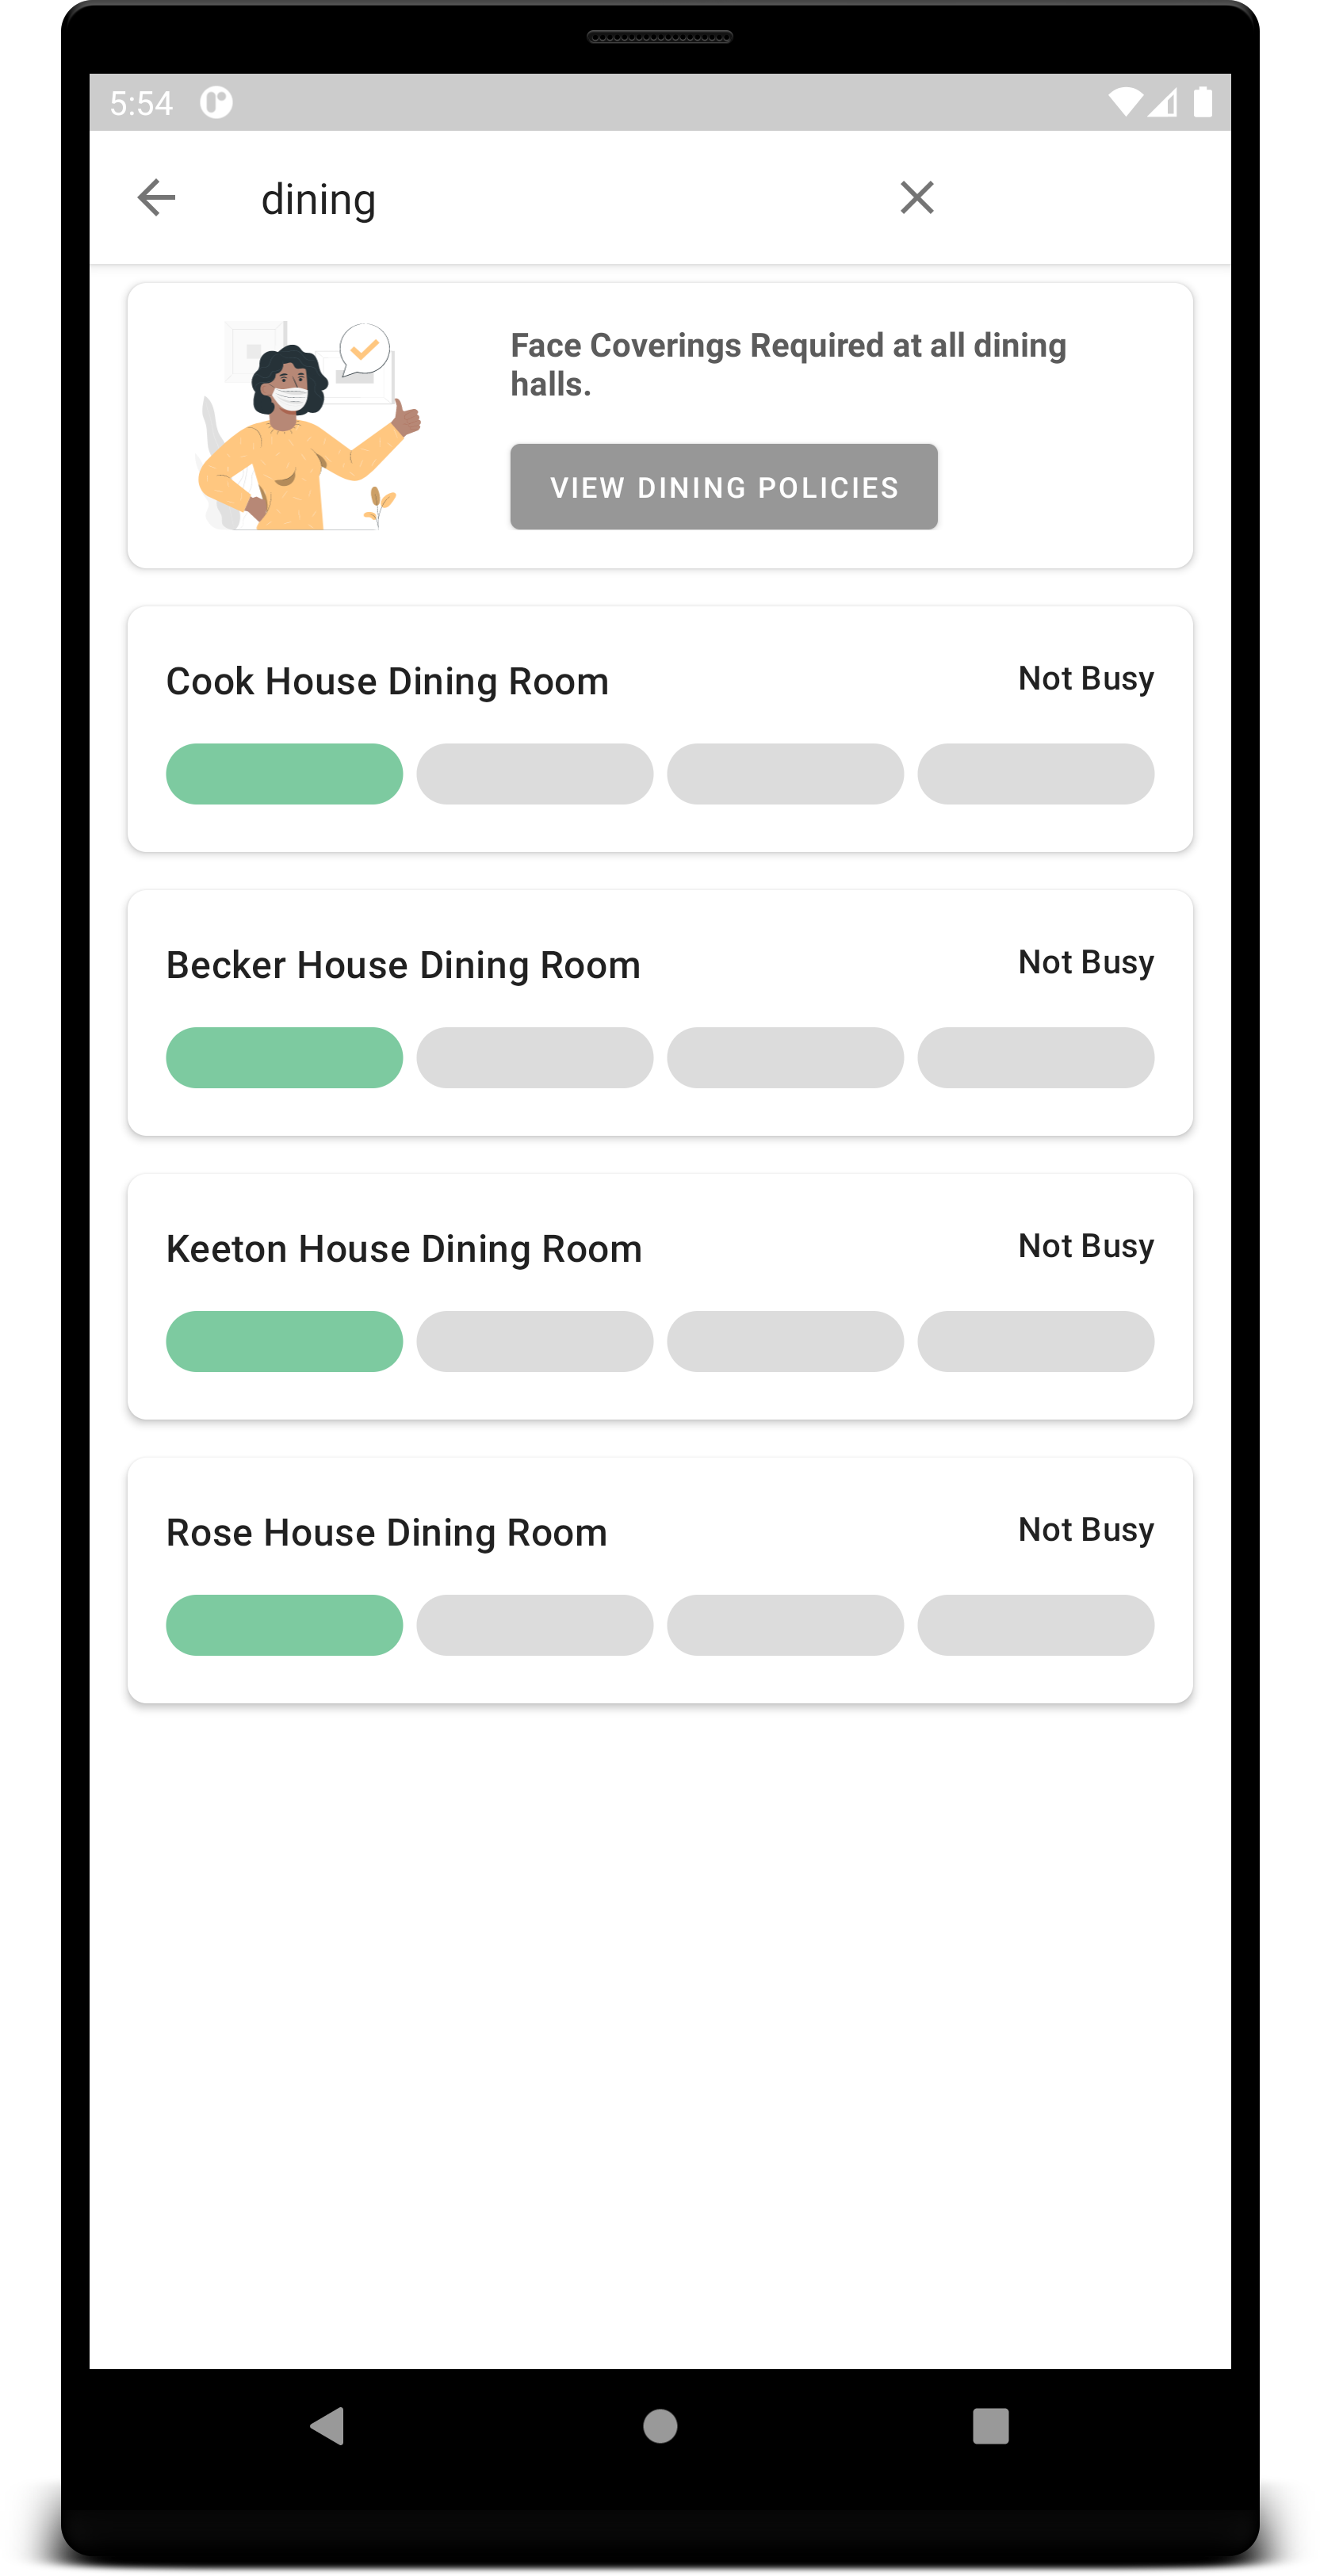 5:54
dining
Face Coverings Required at all dining
halls.
VIEW DINING POLICIES
Cook House Dining Room
Not Busy
Becker House Dining Room
Not Busy
Keeton House Dining Room
Not Busy
Rose House Dining Room
Not Busy